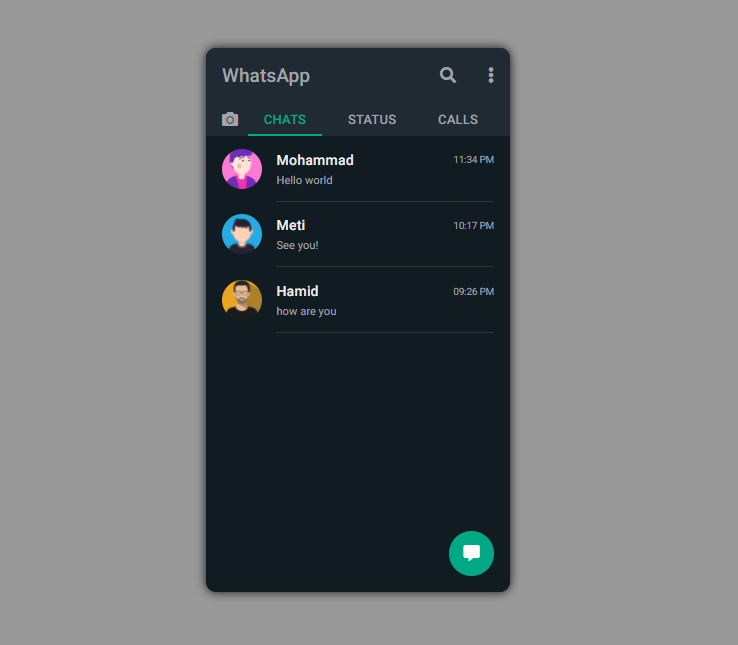 WhatsApp
CHATS STATUS CALLS
Mohammad 11:34 PM
Hello world
Meti 10:17 PM
See you!
Hamid 09:26 PM
how are you